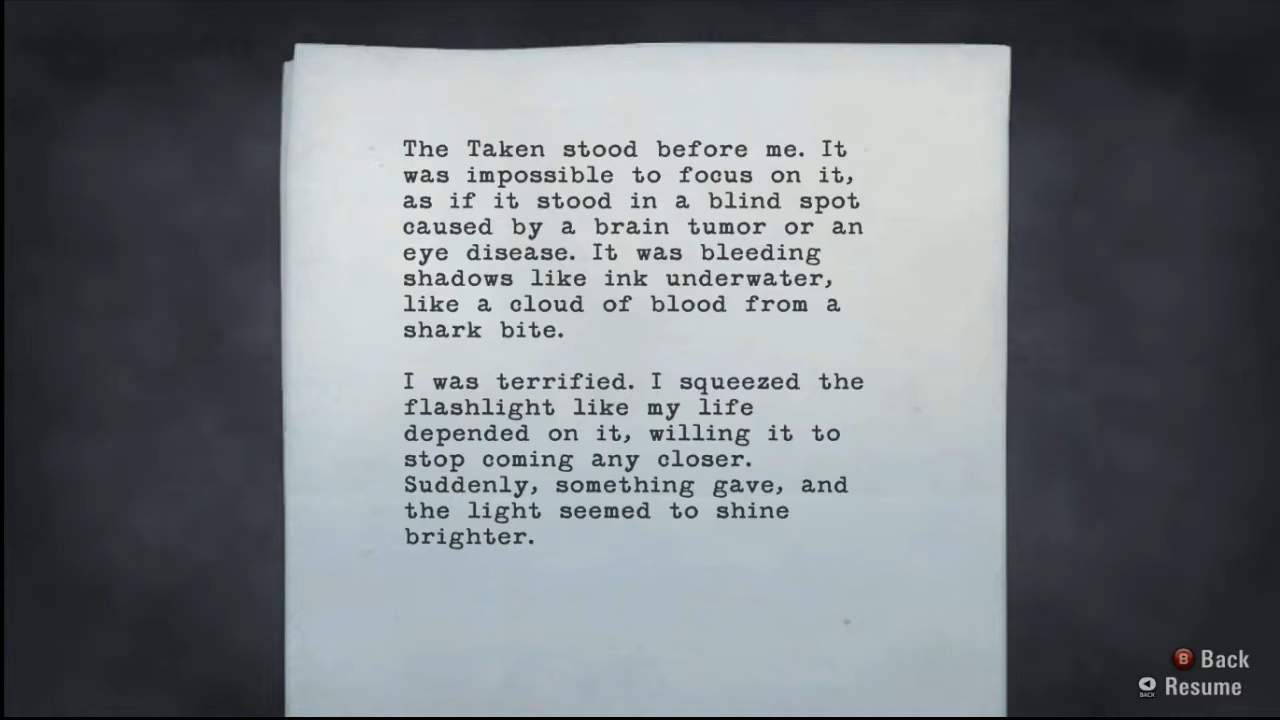 The Taken stood before me. It
was impossible to focus on it,
as if it stood in a blind spot
caused by a brain tumor or an
eye disease. It was bleeding
shadows like ink underwater,
like a cloud of blood from a
shark bite.
I was terrified. I squeezed the
flashlight like my life
depended on it, willing it to
stop coming any closer.
Suddenly, something gave, and
the light seemed to shine
brighter.
B Back
BACK Resume